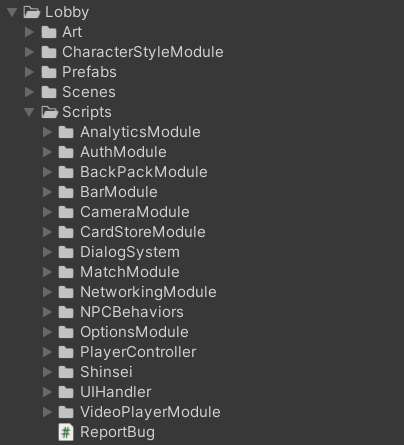 Lobby
Art
CharacterStyleModule
Prefabs
Scenes
Scripts
AnalyticsModule
AuthModule
BackPackModule
BarModule
CameraModule
CardStoreModule
DialogSystem
MatchModule
NetworkingModule
NPCBehaviors
OptionsModule
PlayerController
Shinsei
UIHandler
VideoPlayerModule
# ReportBug